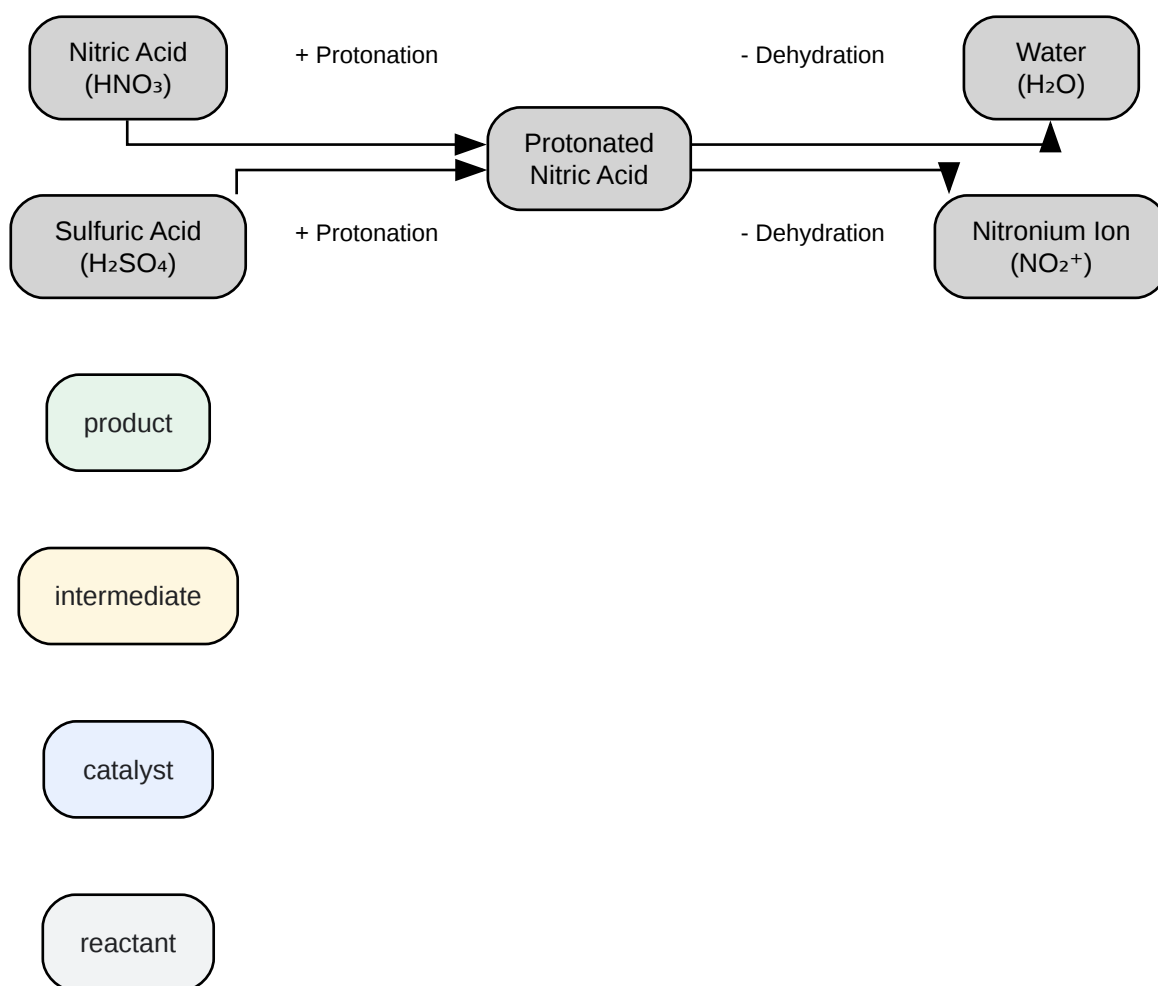 Nitric Acid
(HNO₃)
+ Protonation
- Dehydration
Water
(H₂O)
Protonated
Nitric Acid
Sulfuric Acid
(H₂SO₄)
+ Protonation
- Dehydration
Nitronium Ion
(NO₂⁺)
product
intermediate
catalyst
reactant